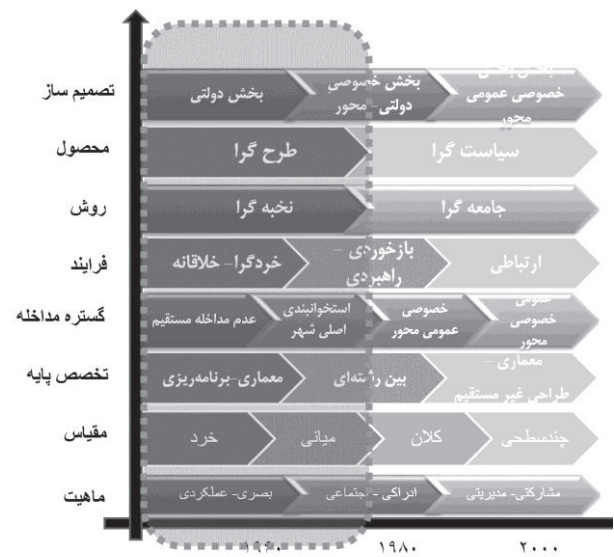 تصمیم ساز
بخش دولتی
بخش خصوصی
دولتی- محور
خصوصی عمومی
محور
محصول
طرح گرا
سیاست گرا
روش
نخبه گرا
جامعه گرا
فرایند
خردگرا- خلاقانه
بازخوردی –
راهبردی
ارتباطی
گستره مداخله
عدم مداخله مستقیم
استخوانبندی
اصلی شهر
خصوصی
عمومی محور
عمومی
خصوصی
محور
تخصص پایه
معماری-برنامه‌ریزی
بین رشته‌ای
معماری –
طراحی غیر مستقیم
مقیاس
خرد
میانی
کلان
چندسطحی
ماهیت
بصری- عملکردی
ادراکی - اجتماعی
مشارکتی- مدیریتی
۱۹۶۰
۱۹۸۰
۲۰۰۰